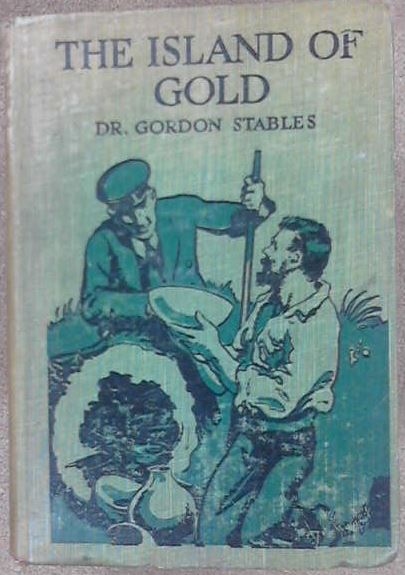 THE ISLAND OF
GOLD
DR. GORDON STABLES